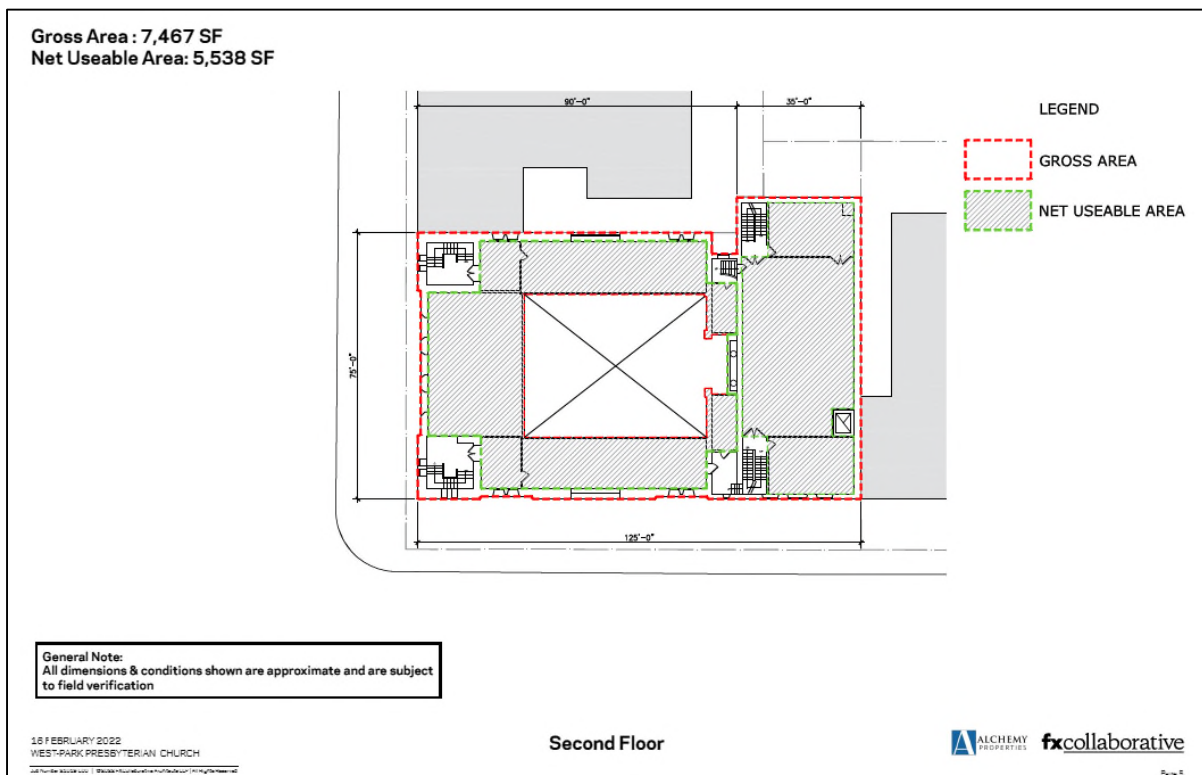 Gross Area : 7,467 SF
Net Useable Area: 5,538 SF
90'-0"
35'-0"
LEGEND
GROSS AREA
NET USEABLE AREA
75'-0"
125'-0"
General Note:
All dimensions & conditions shown are approximate and are subject
to field verification
16 FEBRUARY 2022
WEST-PARK PRESBYTERIAN CHURCH
Second Floor
ALCHEMY
PROPERTIES
fxcollaborative